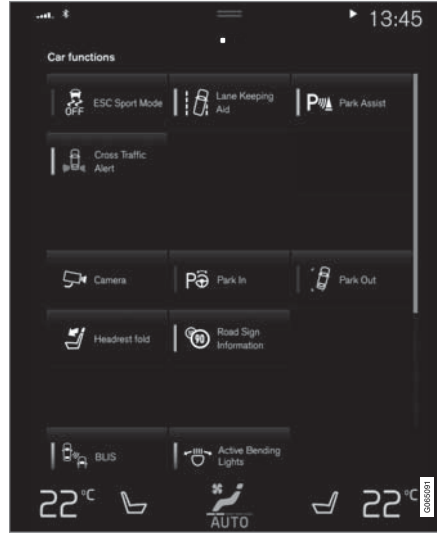 13:45
Car functions
OFF
ESC Sport Mode
Lane Keeping
Aid
P
Park Assist
Cross Traffic
Alert
Camera
P
Park In
Park Out
Headrest fold
90
Road Sign
Information
BLIS
Active Bending
Lights
22°C
AUTO
22°C
G065091